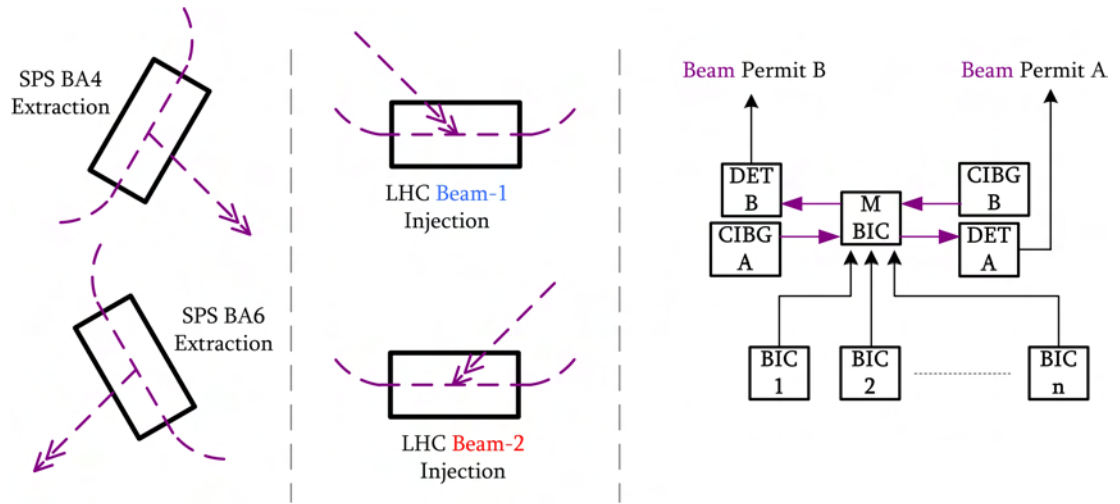 SPS BA4
Extraction
SPS BA6
Extraction
LHC Beam-1
Injection
LHC Beam-2
Injection
Beam Permit B
Beam Permit A
DET
B
CIBG
A
M
BIC
CIBG
B
DET
A
BIC
1
BIC
2
BIC
n